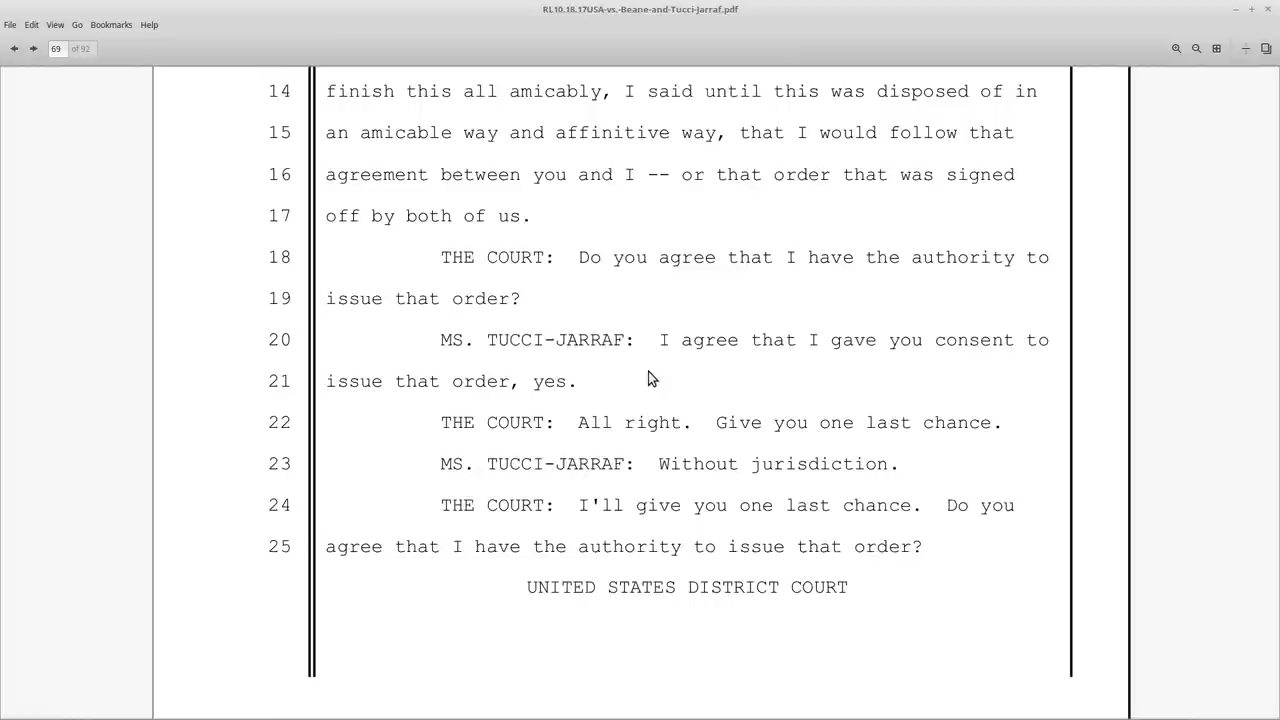 RL10.18.17USA-vs.-Beane-and-Tucci-Jarraf.pdf
File Edit View Go Bookmarks Help
69 of 92
14 finish this all amicably, I said until this was disposed of in
15 an amicable way and affinitive way, that I would follow that
16 agreement between you and I -- or that order that was signed
17 off by both of us.
18 THE COURT: Do you agree that I have the authority to
19 issue that order?
20 MS. TUCCI-JARRAF: I agree that I gave you consent to
21 issue that order, yes.
22 THE COURT: All right. Give you one last chance.
23 MS. TUCCI-JARRAF: Without jurisdiction.
24 THE COURT: I'll give you one last chance. Do you
25 agree that I have the authority to issue that order?
UNITED STATES DISTRICT COURT